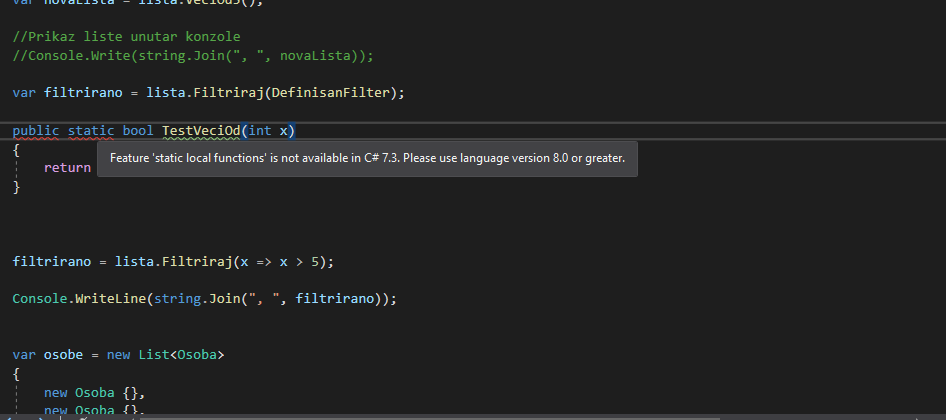 var novaLista = lista.VeciOd5();
//Prikaz liste unutar konzole
//Console.Write(string.Join(", ", novaLista));
var filtrirano = lista.Filtriraj(DefinisanFilter);
public static bool TestVeciOd(int x)
{
Feature 'static local functions' is not available in C# 7.3. Please use language version 8.0 or greater.
return
}
filtrirano = lista.Filtriraj(x => x > 5);
Console.WriteLine(string.Join(", ", filtrirano));
var osobe = new List<Osoba>
{
new Osoba {},
new Osoba {},